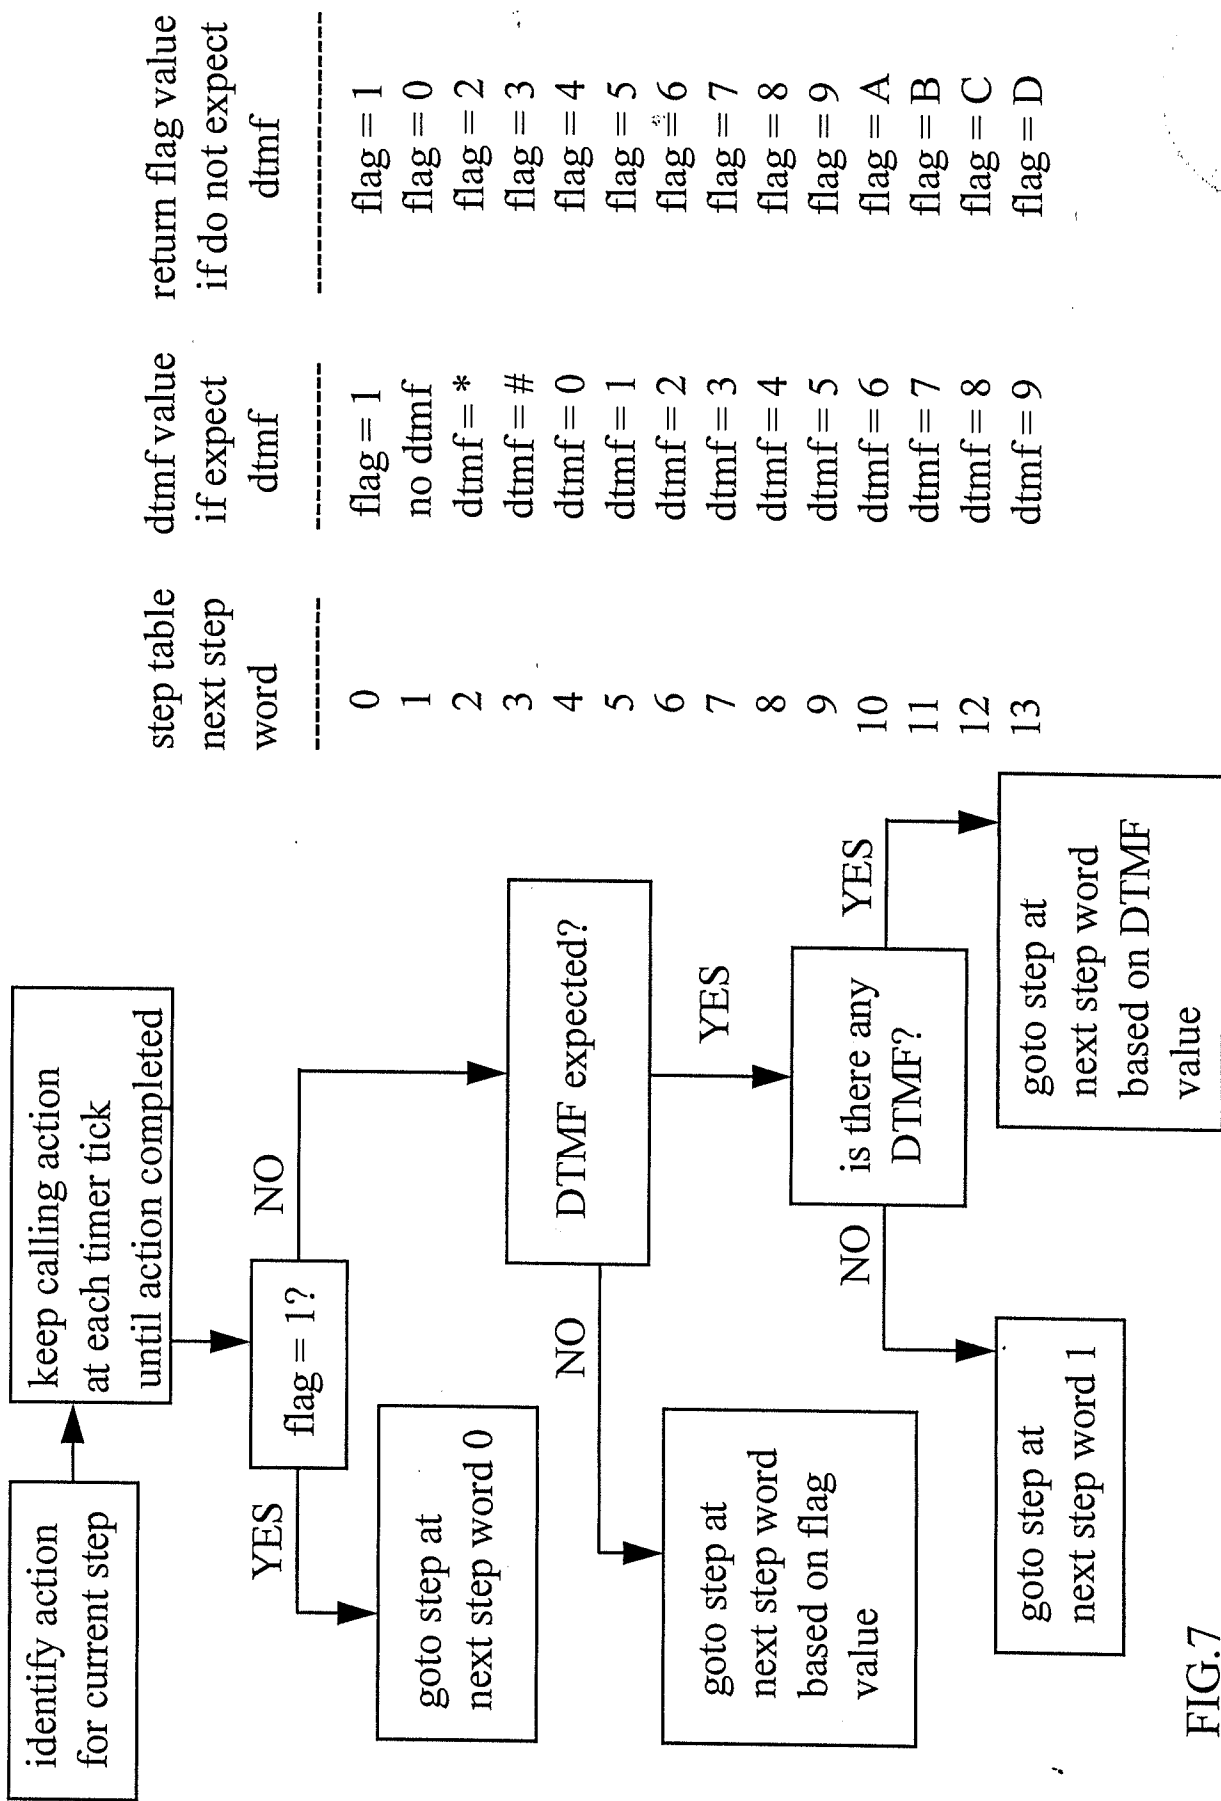 identify action
for current step
keep calling action
at each timer tick
until action completed
flag = 1?
YES
NO
goto step at
next step word 0
DTMF expected?
NO
YES
goto step at
next step word
based on flag
value
is there any
DTMF?
NO
YES
goto step at
next step word 1
goto step at
next step word
based on DTMF
value
step table dtmf value return flag value
next step if expect if do not expect
word dtmf dtmf
0 flag = 1 flag = 1
1 no dtmf flag = 0
2 dtmf = * flag = 2
3 dtmf = # flag = 3
4 dtmf = 0 flag = 4
5 dtmf = 1 flag = 5
6 dtmf = 2 flag = 6
7 dtmf = 3 flag = 7
8 dtmf = 4 flag = 8
9 dtmf = 5 flag = 9
10 dtmf = 6 flag = A
11 dtmf = 7 flag = B
12 dtmf = 8 flag = C
13 dtmf = 9 flag = D
FIG.7